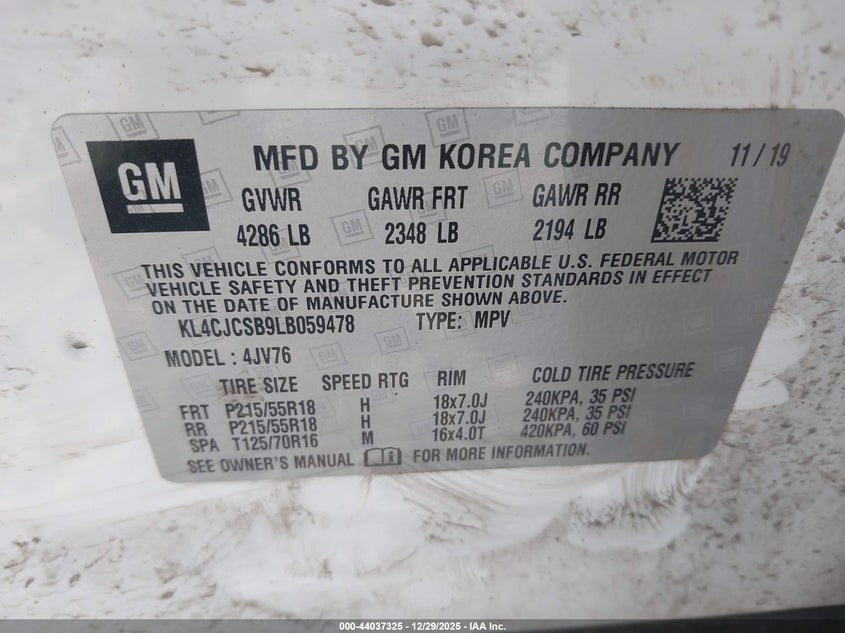 GM MFD BY GM KOREA COMPANY 11/19
GVWR GAWR FRT GAWR RR
4286 LB 2348 LB 2194 LB
THIS VEHICLE CONFORMS TO ALL APPLICABLE U.S. FEDERAL MOTOR
VEHICLE SAFETY AND THEFT PREVENTION STANDARDS IN EFFECT
ON THE DATE OF MANUFACTURE SHOWN ABOVE.
KL4CJCSB9LB059478 TYPE: MPV
MODEL : 4JV76
TIRE SIZE SPEED RTG RIM COLD TIRE PRESSURE
FRT P215/55R18 H 18x7.0J 240KPA, 35 PSI
RR P215/55R18 H 18x7.0J 240KPA, 35 PSI
SPA T125/70R16 M 16x4.0T 420KPA, 60 PSI
SEE OWNER'S MANUAL FOR MORE INFORMATION.
000-44037325 - 12/29/2025 - IAA Inc.